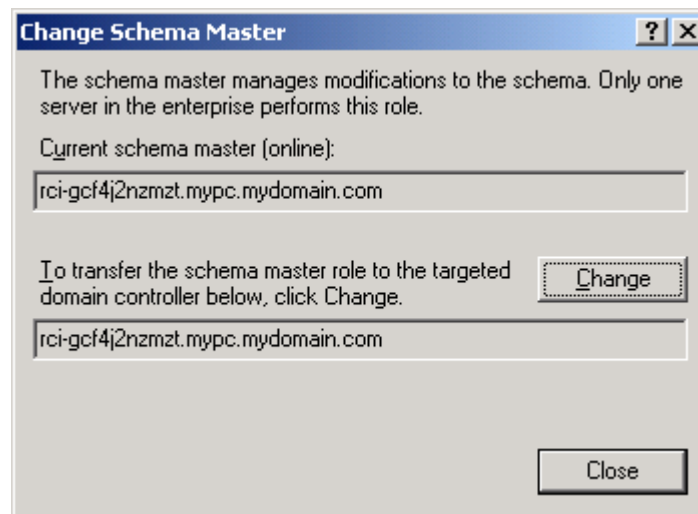 Change Schema Master
The schema master manages modifications to the schema. Only one
server in the enterprise performs this role.
Current schema master (online):
rci-gcf4j2nzmzt.mypc.mydomain.com
To transfer the schema master role to the targeted
domain controller below, click Change.
Change
rci-gcf4j2nzmzt.mypc.mydomain.com
Close